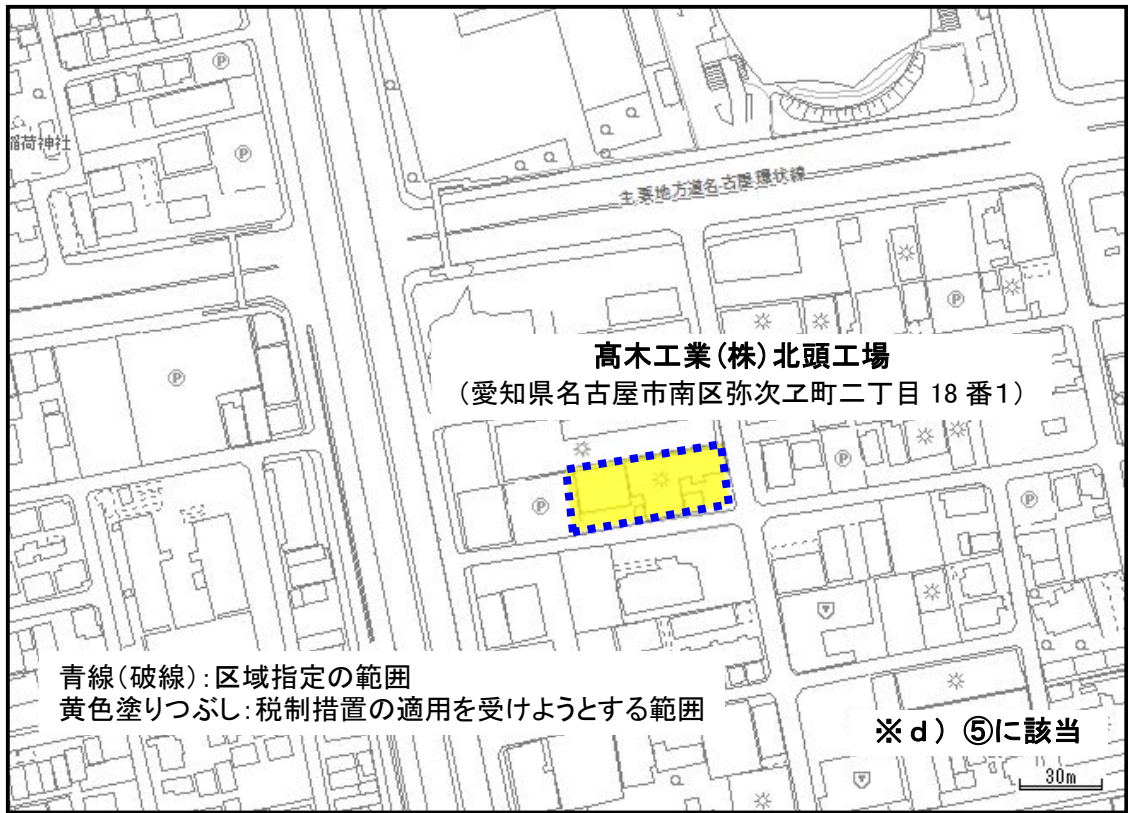 稲荷神社
主要地方道名古屋環状線
髙木工業(株)北頭工場
(愛知県名古屋市南区弥次ヱ町二丁目 18 番1)
青線(破線):区域指定の範囲
黄色塗りつぶし:税制措置の適用を受けようとする範囲
※d) ⑤に該当
30m